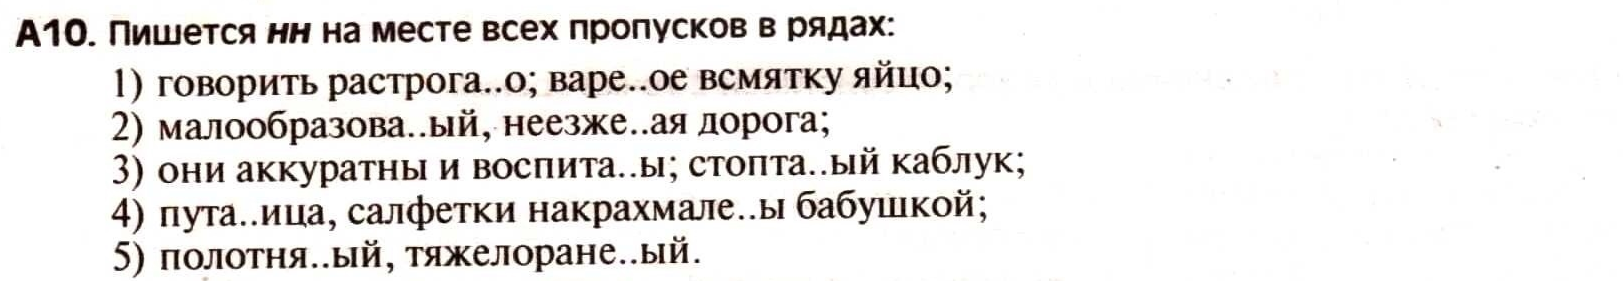 А10. Пишется нн на месте всех пропусков в рядах:
1) говорить растрога..о; варе..ое всмятку яйцо;
2) малообразова..ый, неезже..ая дорога;
3) они аккуратны и воспита..ы; стопта..ый каблук;
4) пута..ица, салфетки накрахмале..ы бабушкой;
5) полотня..ый, тяжелоране..ый.